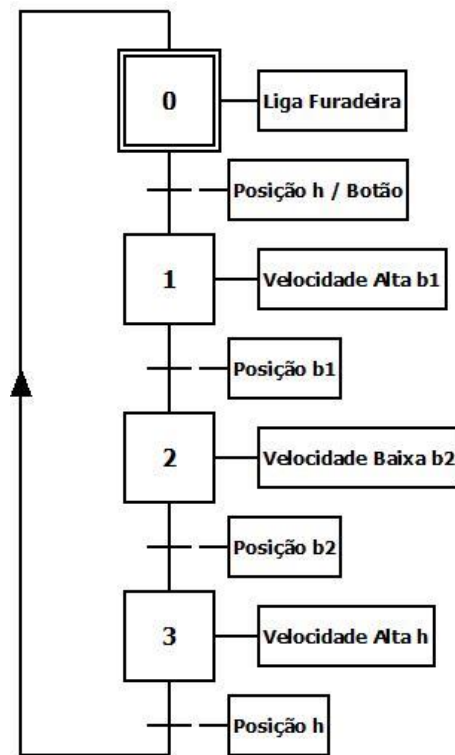 0
Liga Furadeira
Posição h / Botão
1
Velocidade Alta b1
Posição b1
2
Velocidade Baixa b2
Posição b2
3
Velocidade Alta h
Posição h